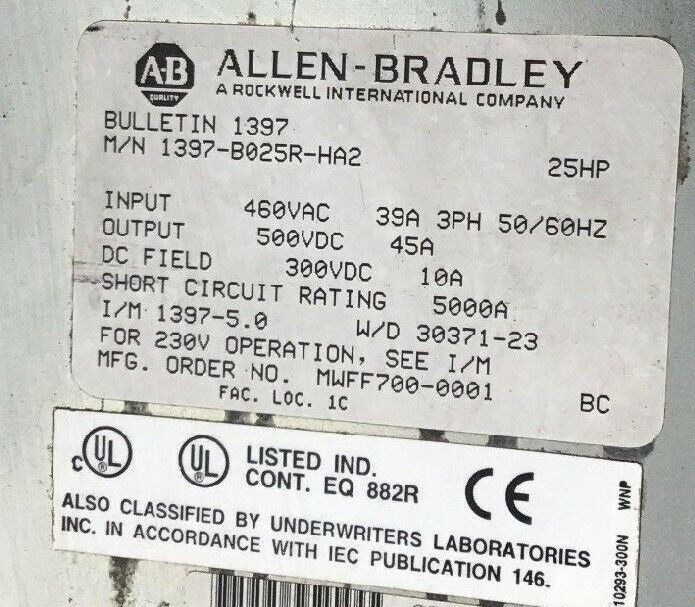 A-B
QUALITY
ALLEN-BRADLEY
A ROCKWELL INTERNATIONAL COMPANY
BULLETIN 1397
M/N 1397-B025R-HA2 25HP
INPUT 460VAC 39A 3PH 50/60HZ
OUTPUT 500VDC 45A
DC FIELD 300VDC 10A
SHORT CIRCUIT RATING 5000A
I/M 1397-5.0 W/D 30371-23
FOR 230V OPERATION, SEE I/M
MFG. ORDER NO. MWFF700-0001 BC
FAC. LOC. 1C
c UL ® UL ® LISTED IND.
CONT. EQ 882R CE
ALSO CLASSIFIED BY UNDERWRITERS LABORATORIES
INC. IN ACCORDANCE WITH IEC PUBLICATION 146.
10293-300N WNP